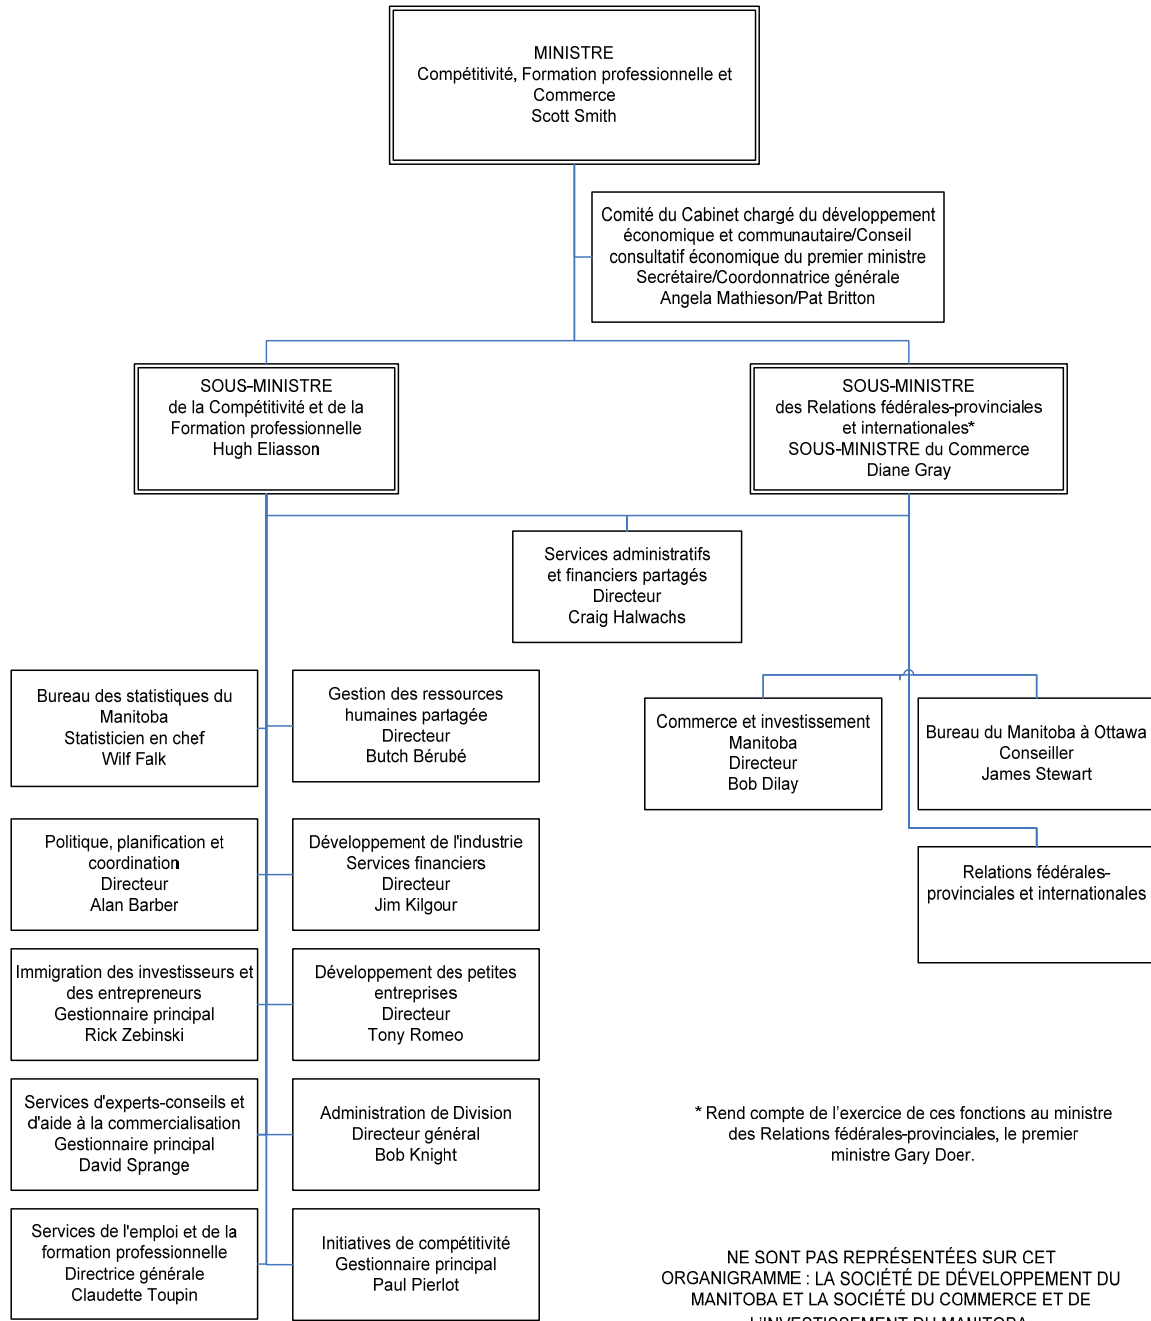 MINISTRE
Compétitivité, Formation professionnelle et
Commerce
Scott Smith
Comité du Cabinet chargé du développement
économique et communautaire/Conseil
consultatif économique du premier ministre
Secrétaire/Coordonnatrice générale
Angela Mathieson/Pat Britton
SOUS-MINISTRE
de la Compétitivité et de la
Formation professionnelle
Hugh Eliasson
SOUS-MINISTRE
des Relations fédérales-provinciales
et internationales*
SOUS-MINISTRE du Commerce
Diane Gray
Services administratifs
et financiers partagés
Directeur
Craig Halwachs
Bureau des statistiques du
Manitoba
Statisticien en chef
Wilf Falk
Gestion des ressources
humaines partagée
Directeur
Butch Bérubé
Commerce et investissement
Manitoba
Directeur
Bob Dilay
Bureau du Manitoba à Ottawa
Conseiller
James Stewart
Politique, planification et
coordination
Directeur
Alan Barber
Développement de l'industrie
Services financiers
Directeur
Jim Kilgour
Relations fédérales-
provinciales et internationales
Immigration des investisseurs et
des entrepreneurs
Gestionnaire principal
Rick Zebinski
Développement des petites
entreprises
Directeur
Tony Romeo
Services d'experts-conseils et
d'aide à la commercialisation
Gestionnaire principal
David Sprange
Administration de Division
Directeur général
Bob Knight
* Rend compte de l'exercice de ces fonctions au ministre
des Relations fédérales-provinciales, le premier
ministre Gary Doer.
Services de l'emploi et de la
formation professionnelle
Directrice générale
Claudette Toupin
Initiatives de compétitivité
Gestionnaire principal
Paul Pierlot
NE SONT PAS REPRÉSENTÉES SUR CET
ORGANIGRAMME : LA SOCIÉTÉ DE DÉVELOPPEMENT DU
MANITOBA ET LA SOCIÉTÉ DU COMMERCE ET DE
L'INVESTISSEMENT DU MANITOBA